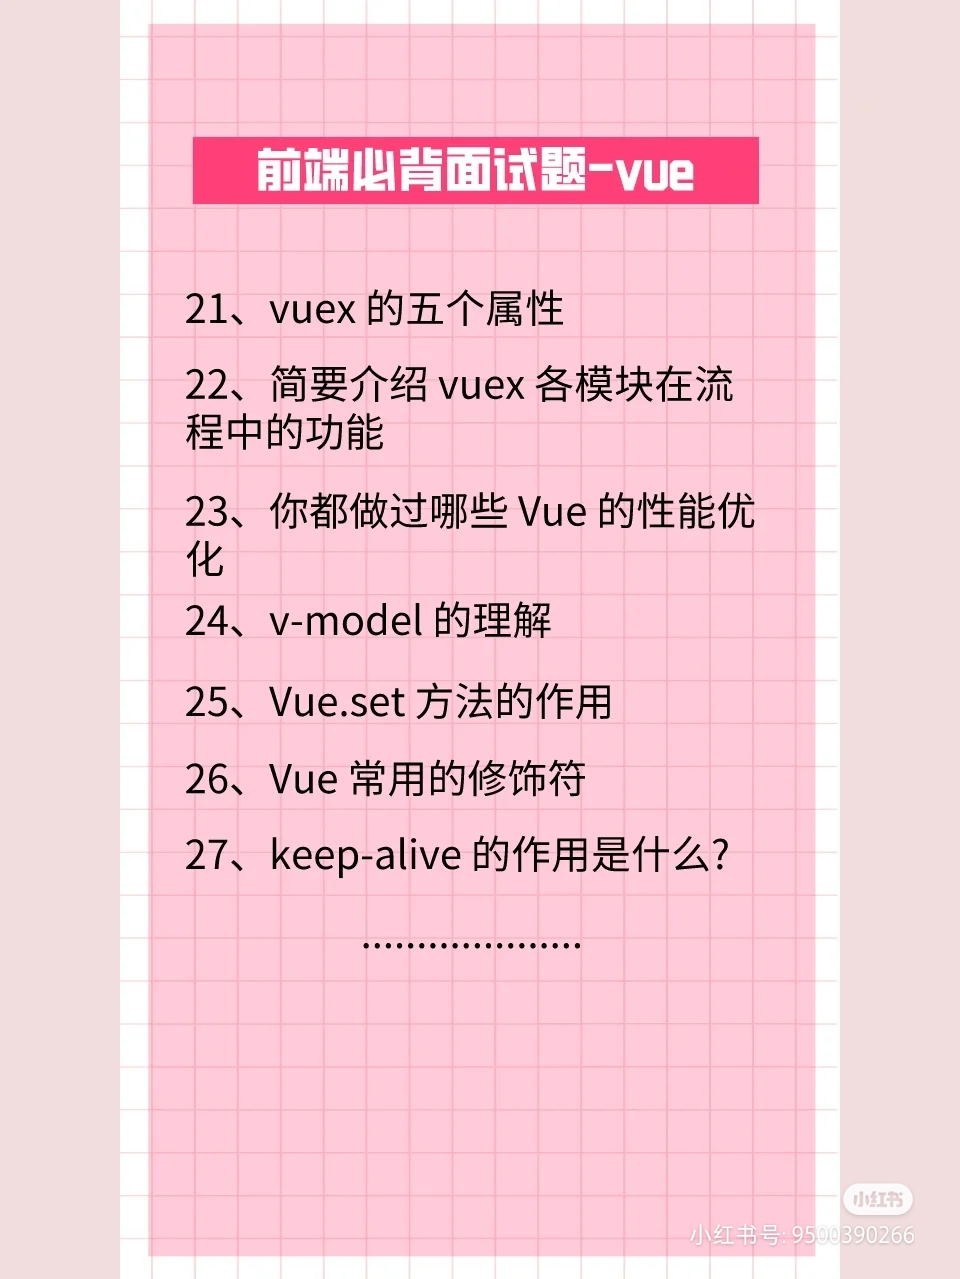 前端必背面试题-vue
21、vuex 的五个属性
22、简要介绍 vuex 各模块在流
程中的功能
23、你都做过哪些 Vue 的性能优
化
24、v-model 的理解
25、Vue.set 方法的作用
26、Vue 常用的修饰符
27、keep-alive 的作用是什么?
....................
小红书
小红书号: 9500390266